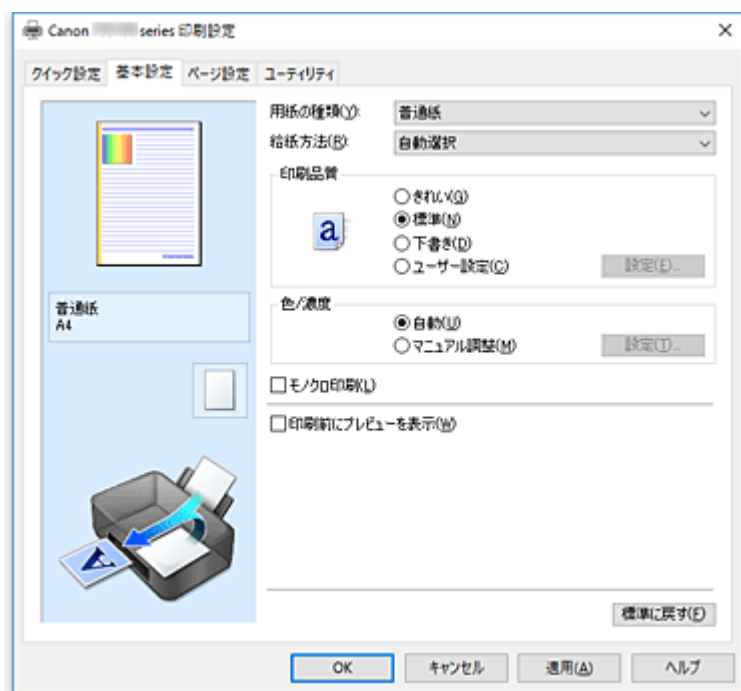 Canon series 印刷設定
クイック設定 基本設定 ページ設定 ユーティリティ
用紙の種類(Y): 普通紙
給紙方法(R): 自動選択
印刷品質
きれい(G)
a
標準(N)
下書き(D)
ユーザー設定(C) 設定(E)...
色/濃度
普通紙
A4
自動(U)
マニュアル調整(M) 設定(T)...
モノクロ印刷(L)
印刷前にプレビューを表示(W)
A
標準に戻す(F)
OK キャンセル 適用(A) ヘルプ